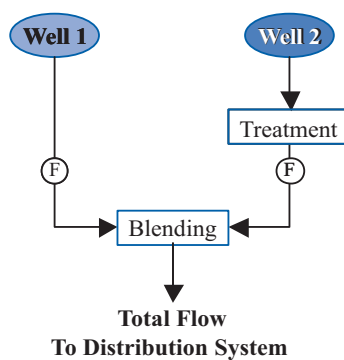 Well 1
Well 2
Treatment
F
F
Blending
Total Flow
To Distribution System